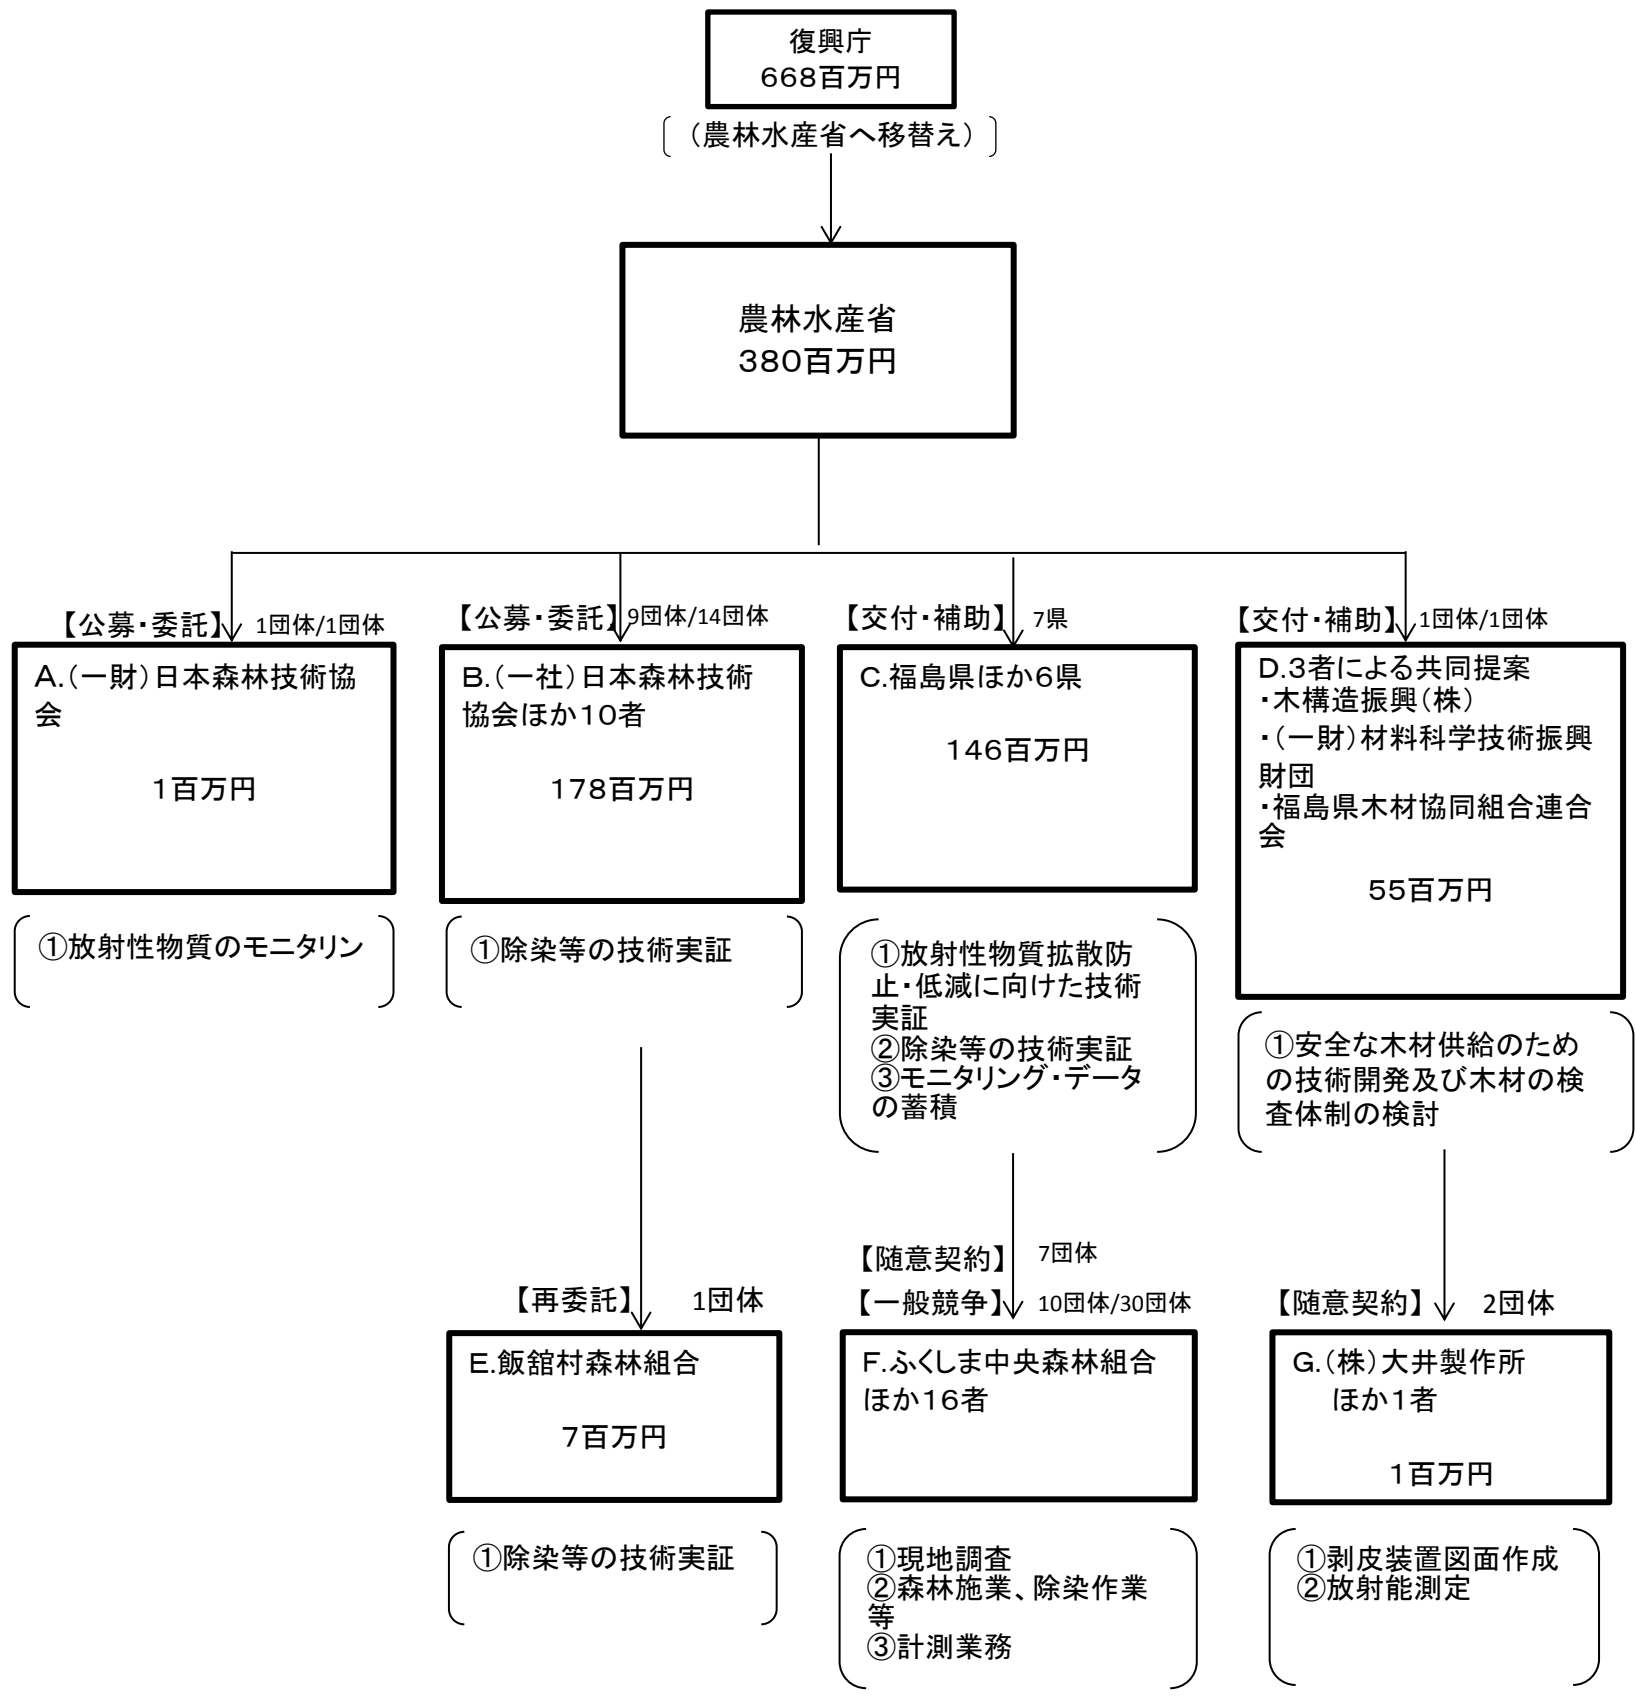 復興庁
668百万円
（農林水産省へ移替え）
農林水産省
380百万円
【公募・委託】 1団体/1団体
A.（一財）日本森林技術協
会
1百万円
①放射性物質のモニタリン
【公募・委託】 9団体/14団体
B.（一社）日本森林技術
協会ほか10者
178百万円
①除染等の技術実証
【交付・補助】 7県
C.福島県ほか6県
146百万円
①放射性物質拡散防
止・低減に向けた技術
実証
②除染等の技術実証
③モニタリング・データ
の蓄積
【交付・補助】 1団体/1団体
D.3者による共同提案
・木構造振興（株）
・（一財）材料科学技術振興
財団
・福島県木材協同組合連合
会
55百万円
①安全な木材供給のため
の技術開発及び木材の検
査体制の検討
【再委託】 1団体
E.飯舘村森林組合
7百万円
①除染等の技術実証
【随意契約】 7団体
【一般競争】 10団体/30団体
F.ふくしま中央森林組合
ほか16者
①現地調査
②森林施業、除染作業
等
③計測業務
【随意契約】 2団体
G.（株）大井製作所
ほか1者
1百万円
①剥皮装置図面作成
②放射能測定